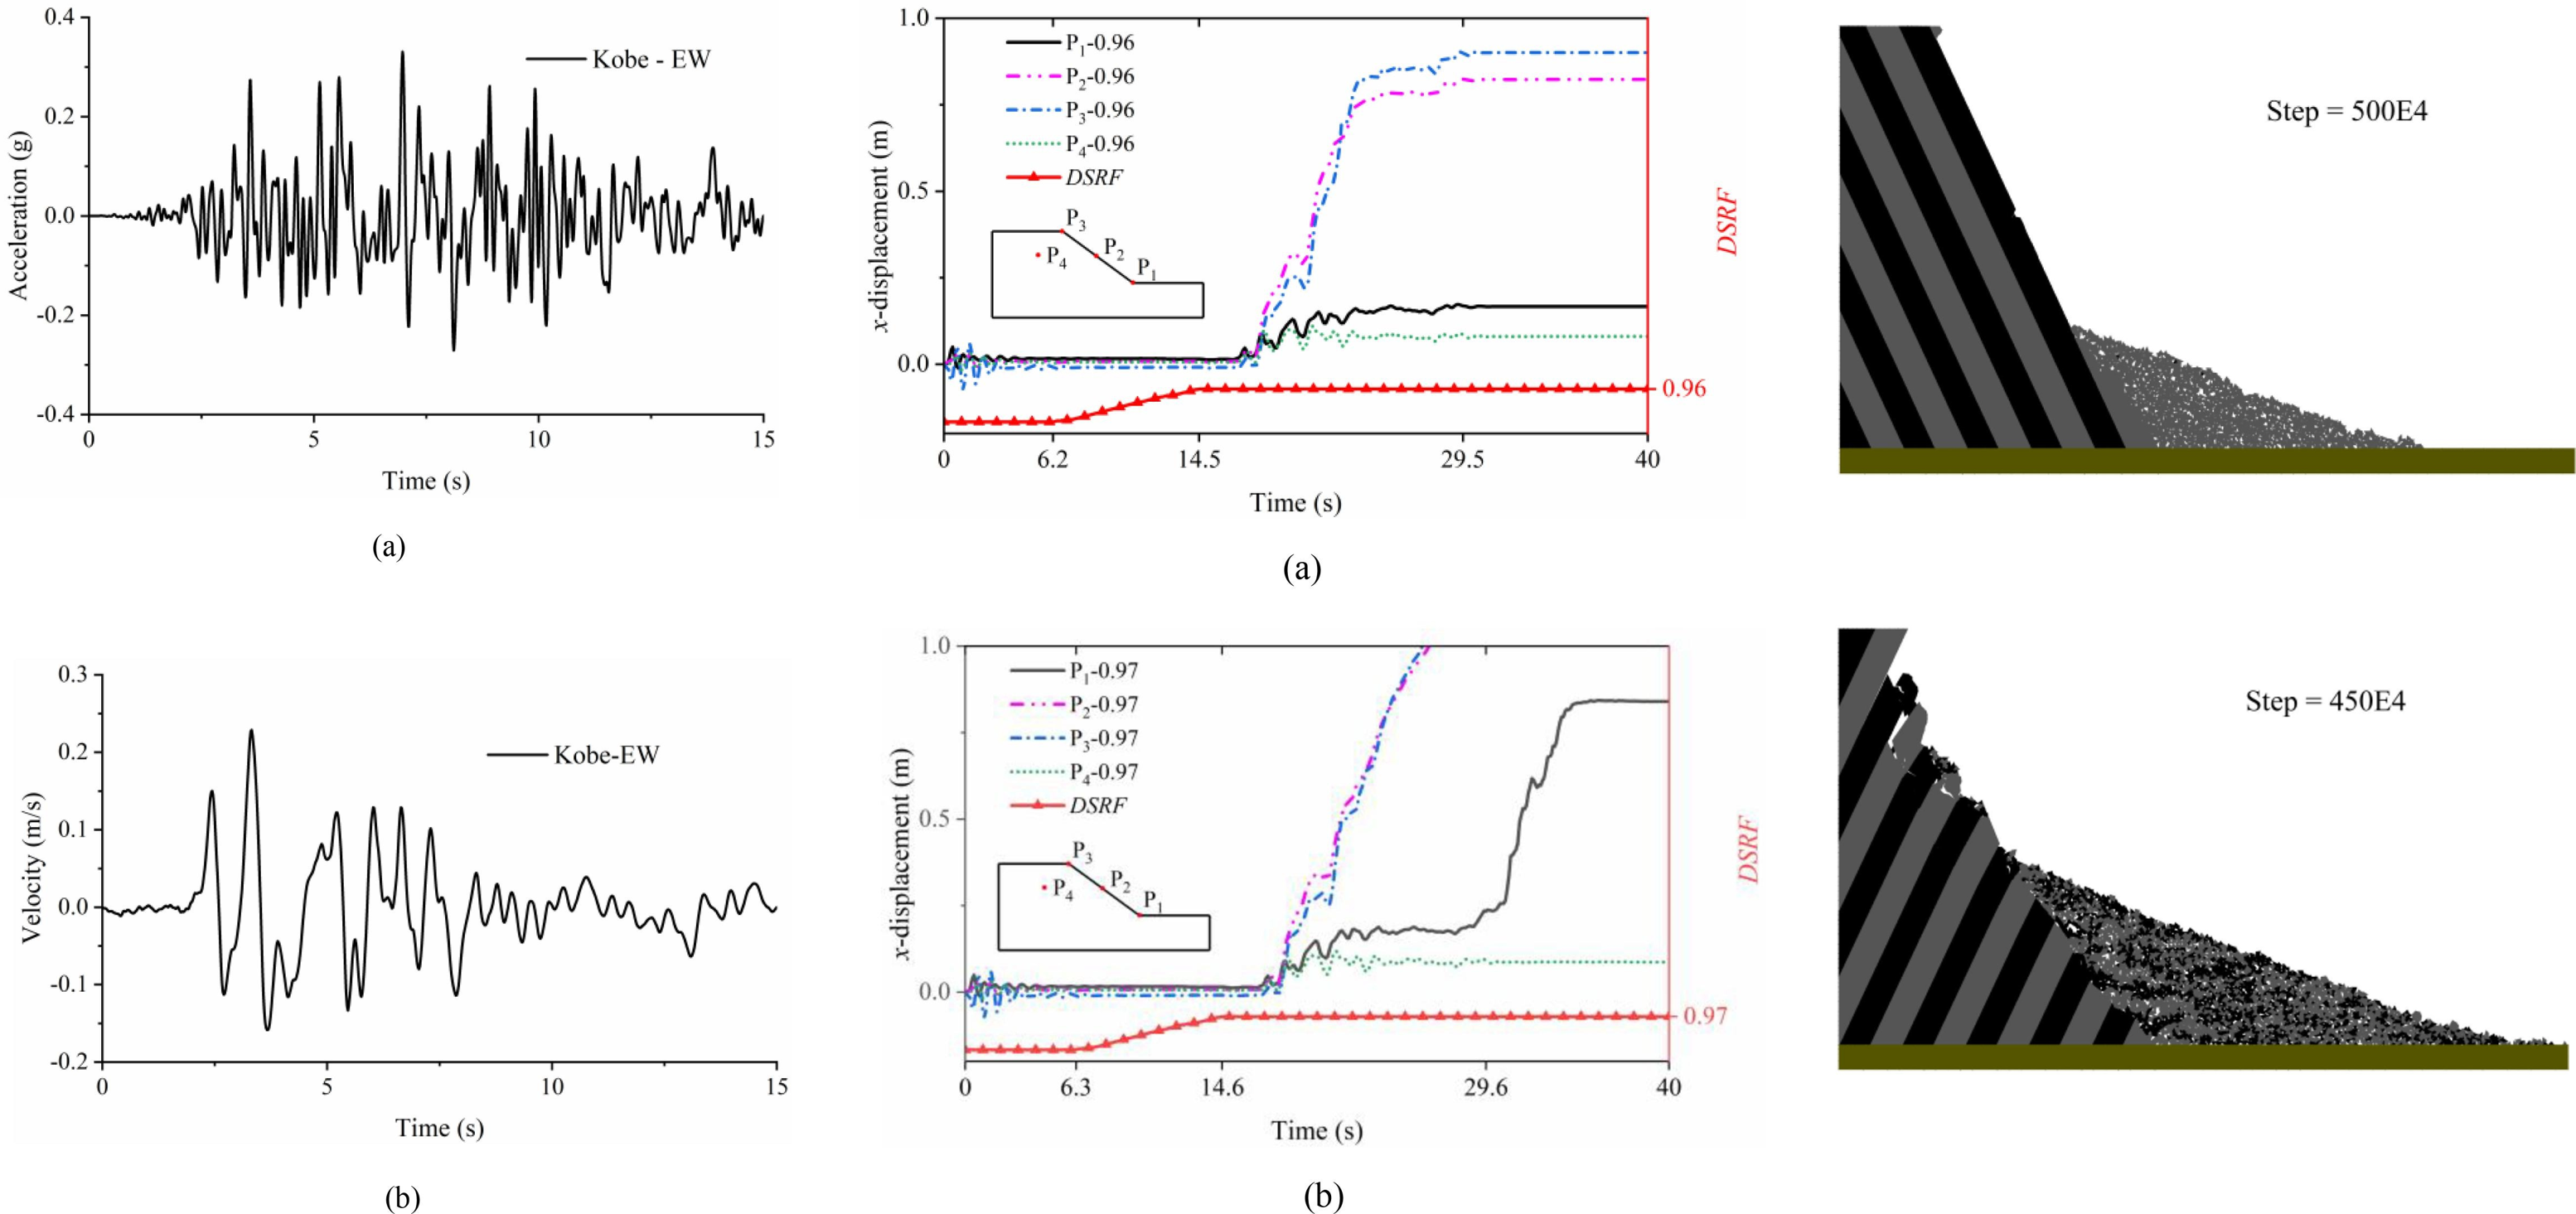 0.4
0.2
0.0
-0.2
-0.4
Acceleration (g)
Kobe - EW
0
5
10
15
Time (s)
(a)
1.0
0.5
0.0
x-displacement (m)
P1-0.96
P2-0.96
P3-0.96
P4-0.96
DSRF
P3
P2
P4
P1
0.96
DSRF
0
6.2
14.5
29.5
40
Time (s)
(a)
Step = 500E4
0.3
0.2
0.1
0.0
-0.1
-0.2
Velocity (m/s)
Kobe-EW
0
5
10
15
Time (s)
(b)
1.0
0.5
0.0
x-displacement (m)
P1-0.97
P2-0.97
P3-0.97
P4-0.97
DSRF
P3
P2
P4
P1
0.97
DSRF
0
6.3
14.6
29.6
40
Time (s)
(b)
Step = 450E4